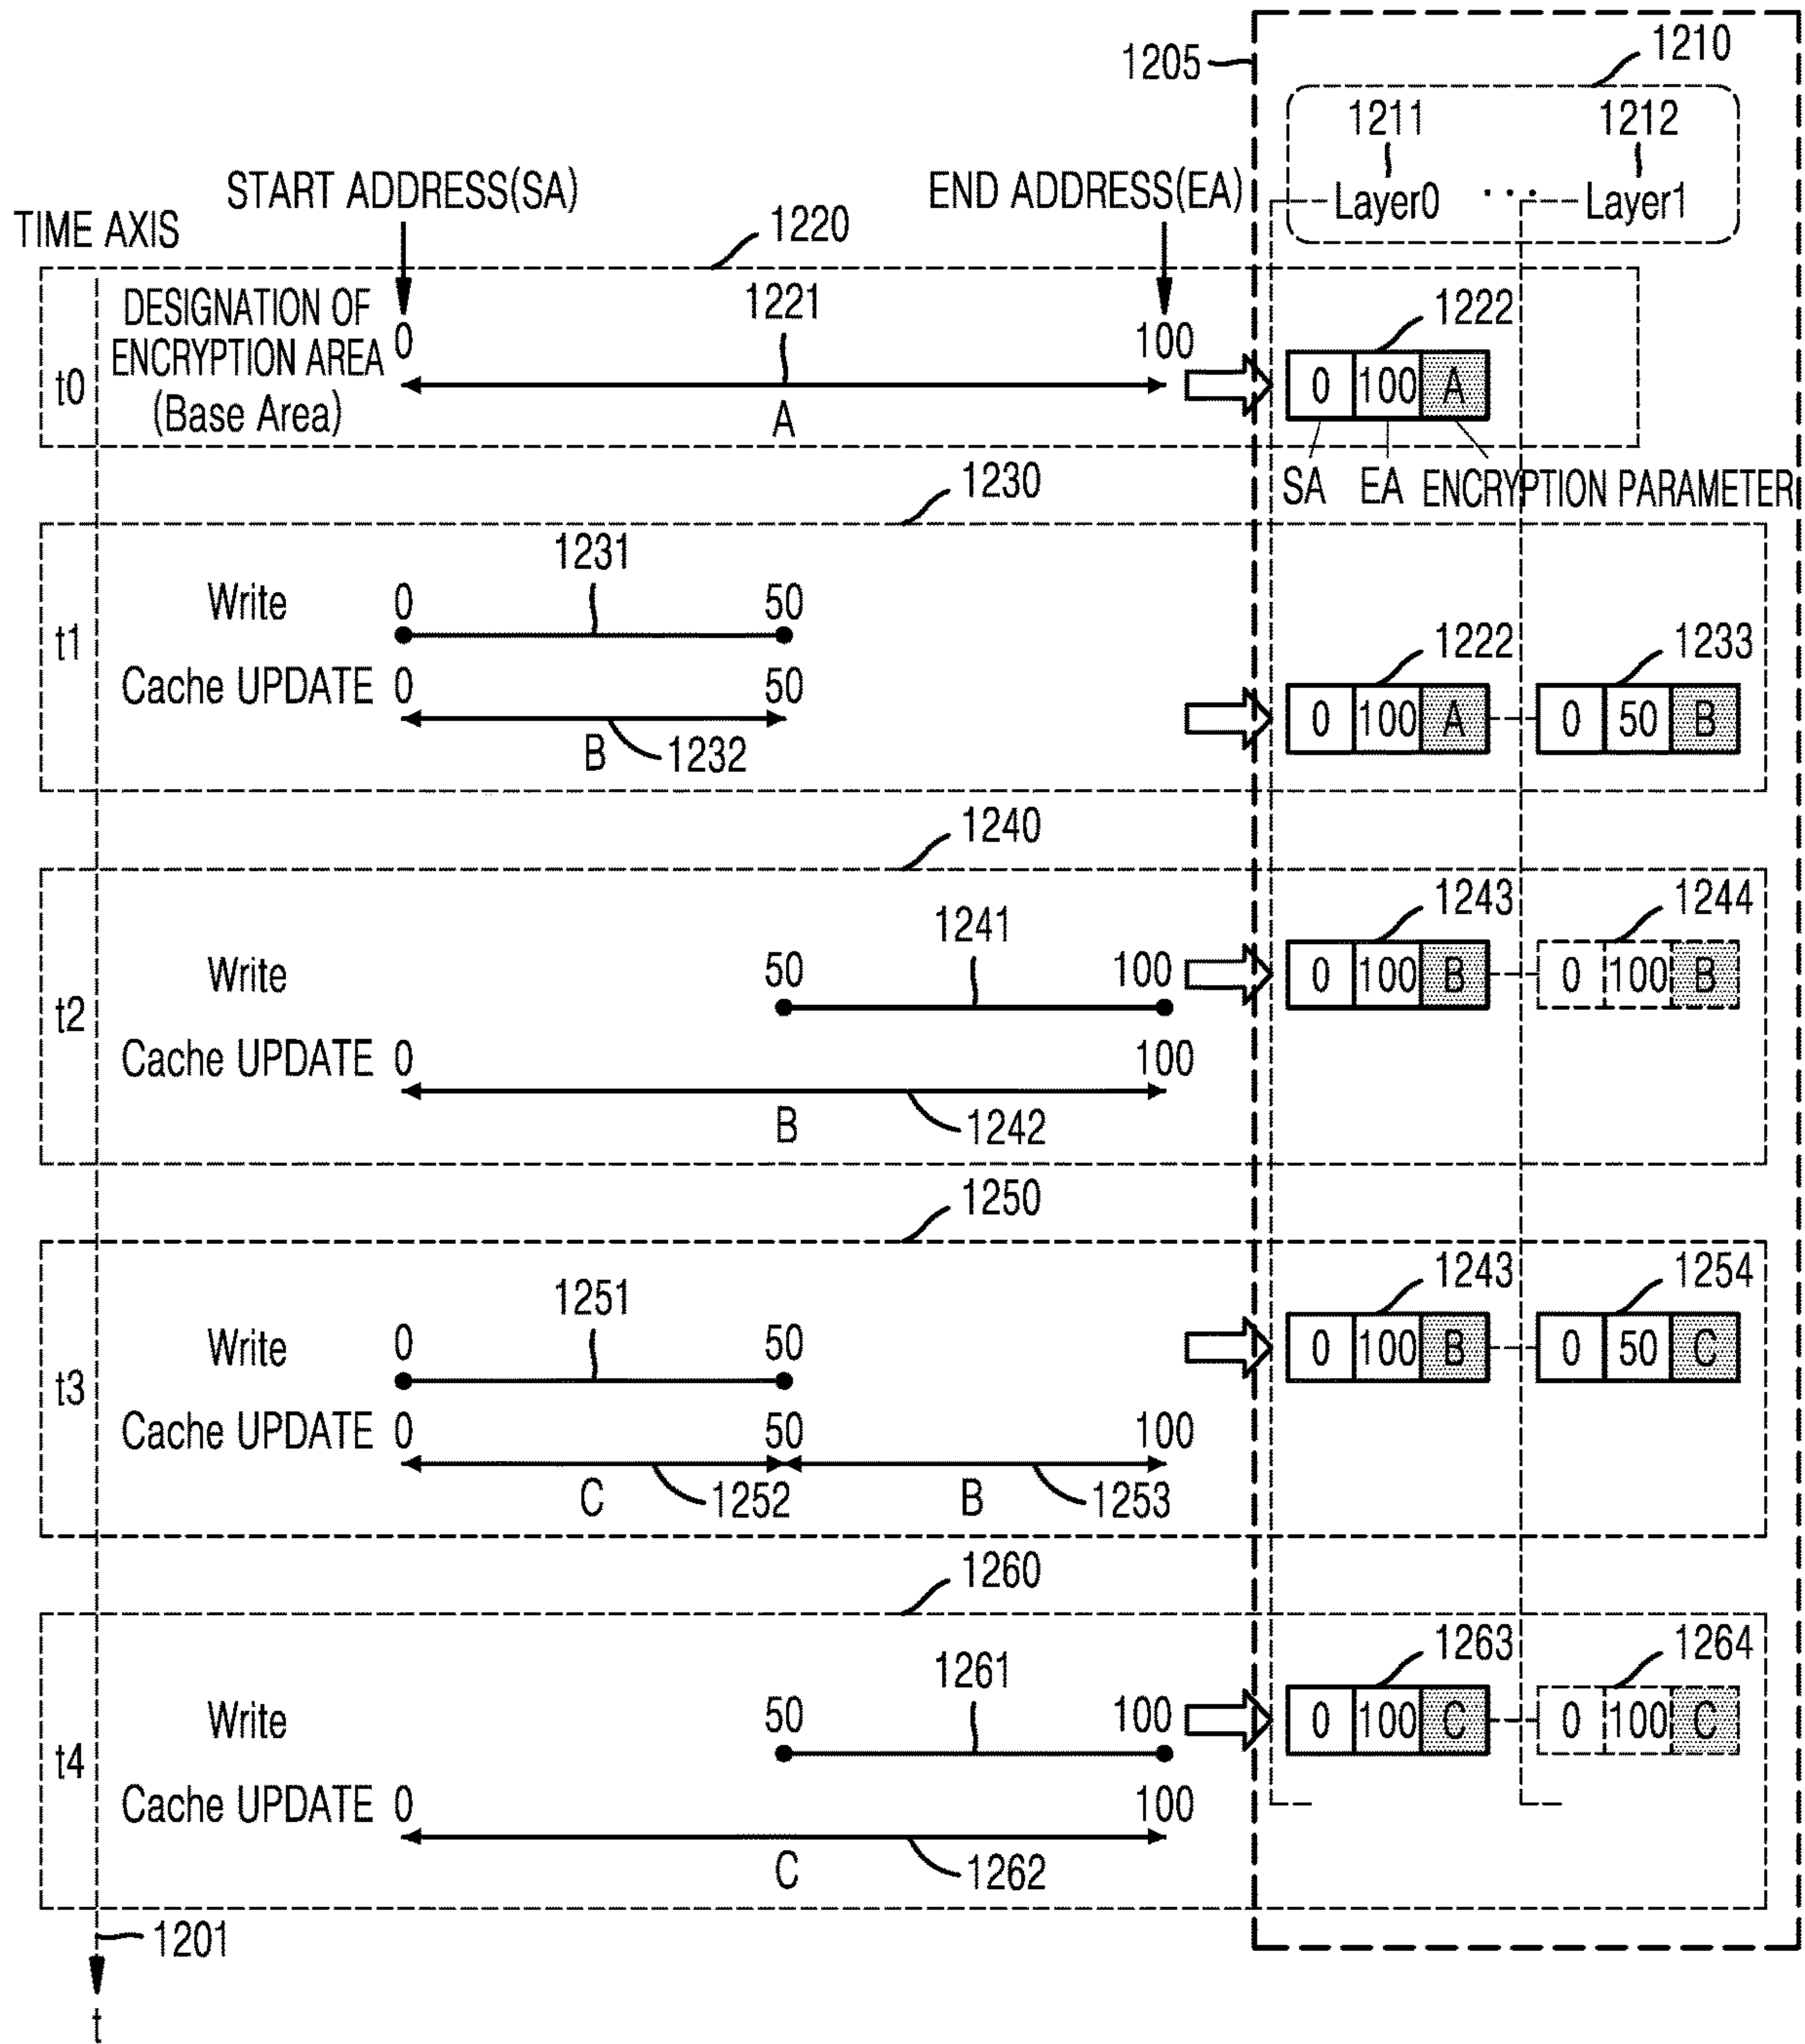 1205
1210
1211 1212
Layer0 ... Layer1
START ADDRESS(SA) END ADDRESS(EA)
TIME AXIS
1220
t0
DESIGNATION OF
ENCRYPTION AREA
(Base Area)
0 1221 100
A
1222
0 100 A
SA EA ENCRYPTION PARAMETER
1230
t1
1231
Write 0 50
Cache UPDATE 0 50
B 1232
1222 1233
0 100 A 0 50 B
1240
t2
1241
Write 50 100
Cache UPDATE 0 100
B 1242
1243 1244
0 100 B 0 100 B
1250
t3
1251
Write 0 50
Cache UPDATE 0 50 100
C 1252 B 1253
1243 1254
0 100 B 0 50 C
1260
t4
1261
Write 50 100
Cache UPDATE 0 100
C 1262
1263 1264
0 100 C 0 100 C
1201
t